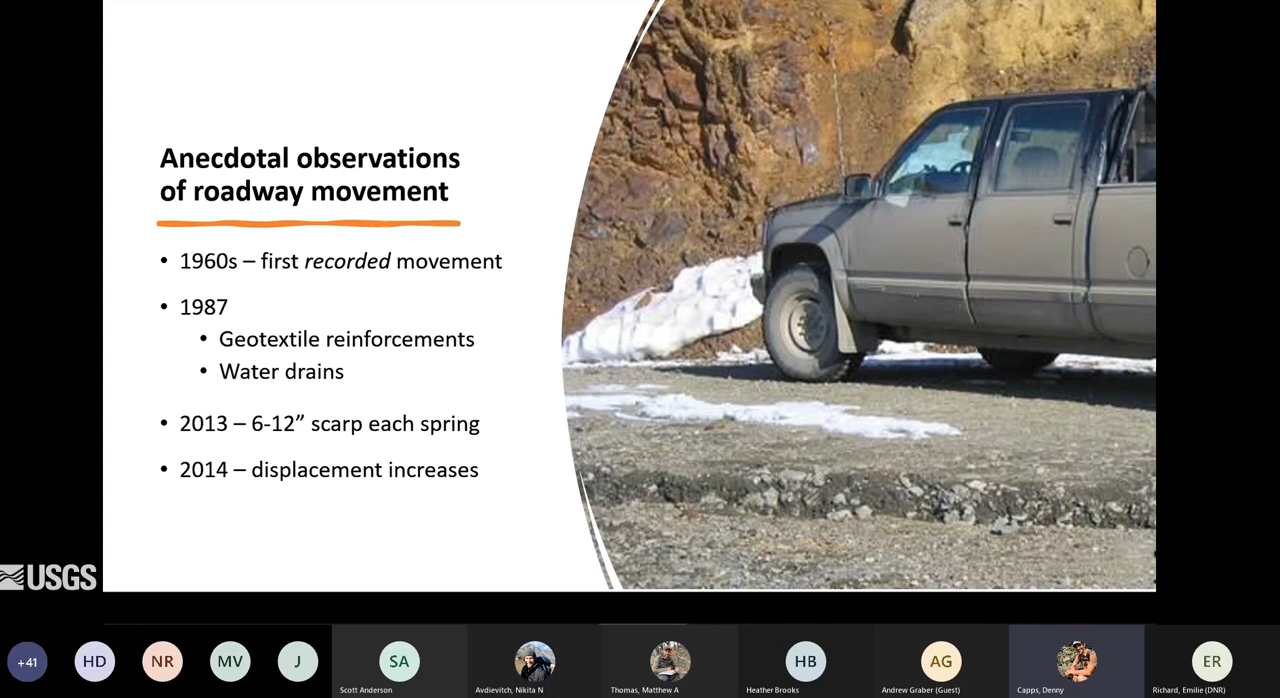 Anecdotal observations
of roadway movement
• 1960s – first recorded movement
• 1987
• Geotextile reinforcements
• Water drains
• 2013 – 6-12” scarp each spring
• 2014 – displacement increases
USGS
+41
HD
NR
MV
J
SA
HB
AG
ER
Scott Anderson
Avdievitch, Nikita N
Thomas, Matthew A
Heather Brooks
Andrew Graber (Guest)
Capps, Denny
Richard, Emilie (DNR)